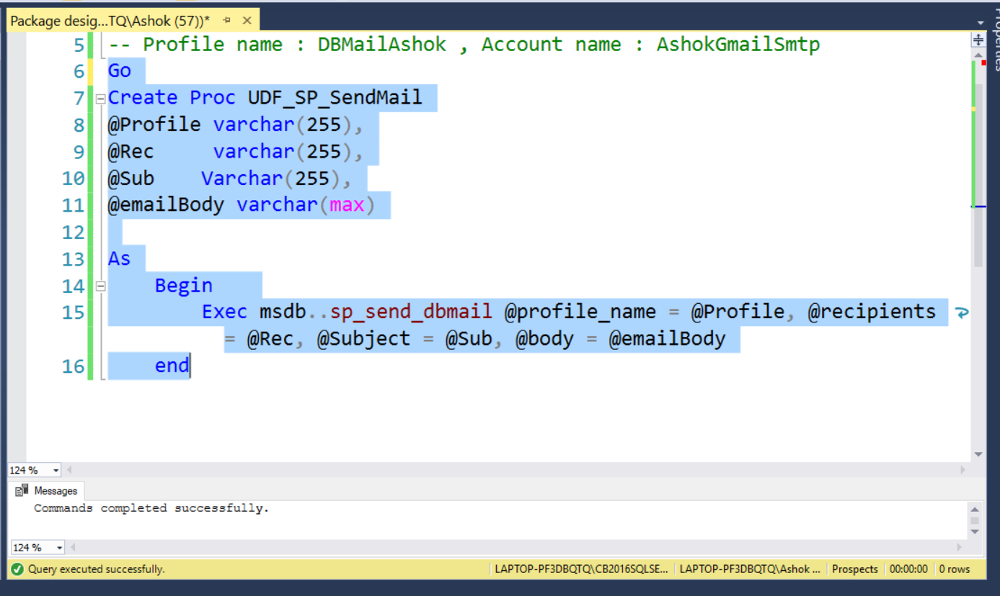 Package desig...TQ\Ashok (57))*
Properties
5 -- Profile name : DBMailAshok , Account name : AshokGmailSmtp
6 Go
7 Create Proc UDF_SP_SendMail
8 @Profile varchar(255),
9 @Rec varchar(255),
10 @Sub Varchar(255),
11 @emailBody varchar(max)
12
13 As
14 Begin
15 Exec msdb..sp_send_dbmail @profile_name = @Profile, @recipients
= @Rec, @Subject = @Sub, @body = @emailBody
16 end
124 %
Messages
Commands completed successfully.
124 %
Query executed successfully. LAPTOP-PF3DBQTQ\CB2016SQLSE... LAPTOP-PF3DBQTQ\Ashok ... Prospects 00:00:00 0 rows